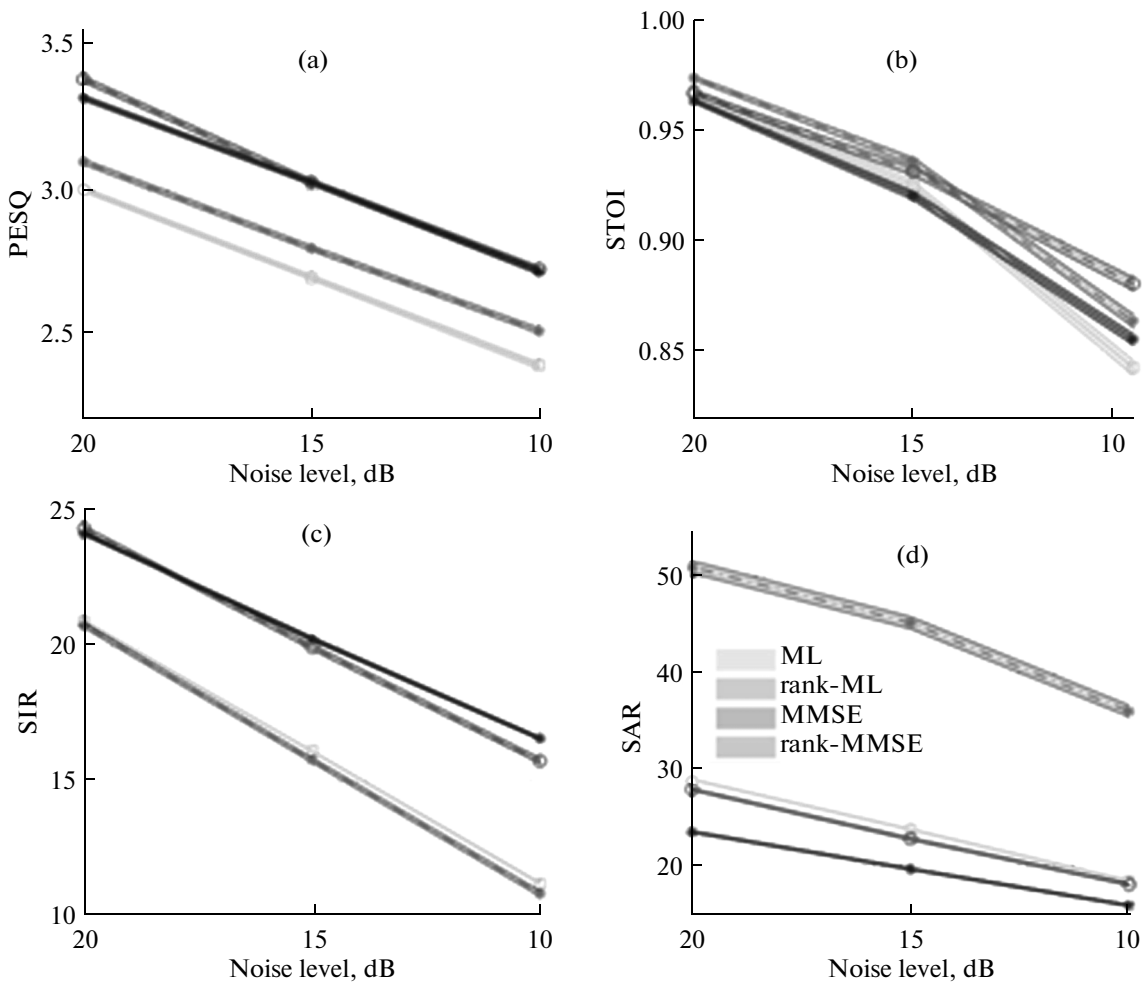 (a)
3.5
3.0
2.5
PESQ
20 15 10
Noise level, dB
(b)
1.00
0.95
0.90
0.85
STOI
20 15 10
Noise level, dB
(c)
25
20
15
10
SIR
20 15 10
Noise level, dB
(d)
50
40
30
20
SAR
ML
rank-ML
MMSE
rank-MMSE
20 15 10
Noise level, dB